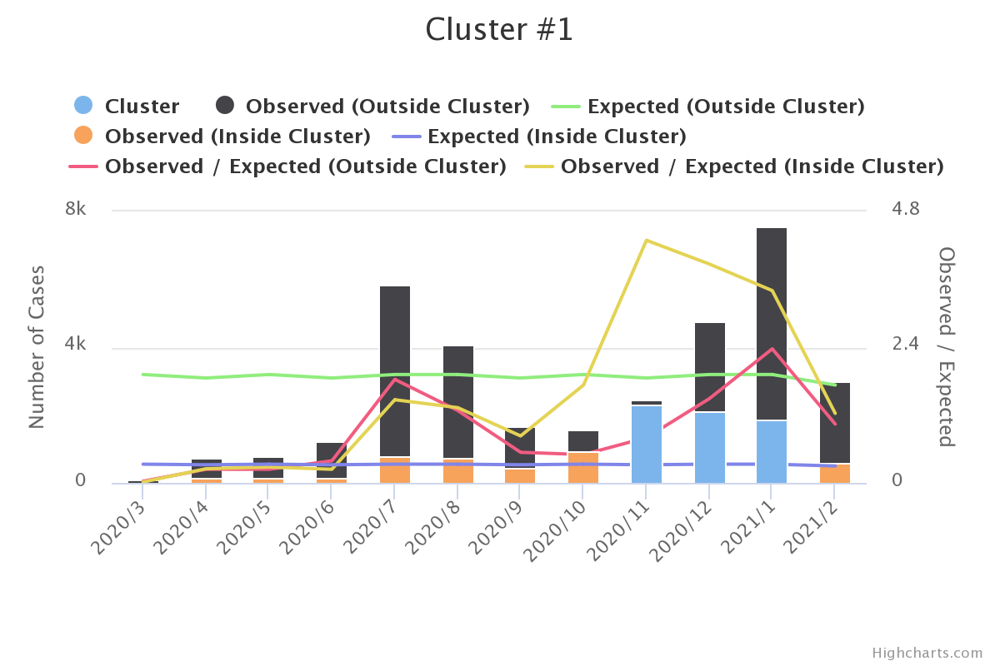 Cluster #1
Cluster
Observed (Outside Cluster)
Expected (Outside Cluster)
Observed (Inside Cluster)
Expected (Inside Cluster)
Observed / Expected (Outside Cluster)
Observed / Expected (Inside Cluster)
Number of Cases
8k
4k
0
4.8
2.4
0
Observed / Expected
2020/3
2020/4
2020/5
2020/6
2020/7
2020/8
2020/9
2020/10
2020/11
2020/12
2021/1
2021/2
Highcharts.com